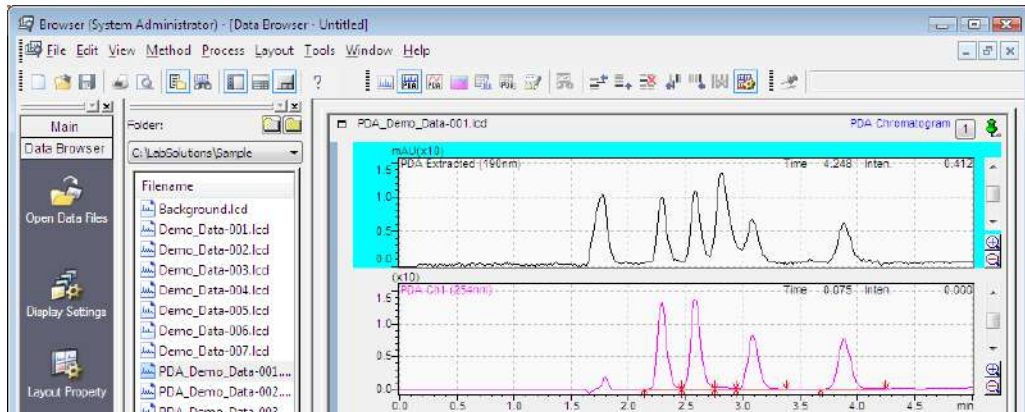 Browser (System Administrator) - [Data Browser - Untitled]
File Edit View Method Process Layout Tools Window Help
Main
Data Browser
Open Data Files
Display Settings
Layout Property
Folder:
C:\LabSolutions\Sample
Filename
Background.lcd
Demo_Data-001.lcd
Demo_Data-002.lcd
Demo_Data-003.lcd
Demo_Data-004.lcd
Demo_Data-005.lcd
Demo_Data-006.lcd
Demo_Data-007.lcd
PDA_Demo_Data-001....
PDA_Demo_Data-002....
PDA_Demo_Data-003
PDA_Demo_Data-001.lcd PDA Chromatogram 1
mAU(x10)
PDA Extracted (190nm) Time 4.248 Inten. 0.412
1.5
1.0
0.5
0.0
(x10)
PDA Ch1 (254nm) Time 0.075 Inten. 0.000
1.5
1.0
0.5
0.0
0.0 0.5 1.0 1.5 2.0 2.5 3.0 3.5 4.0 4.5 min